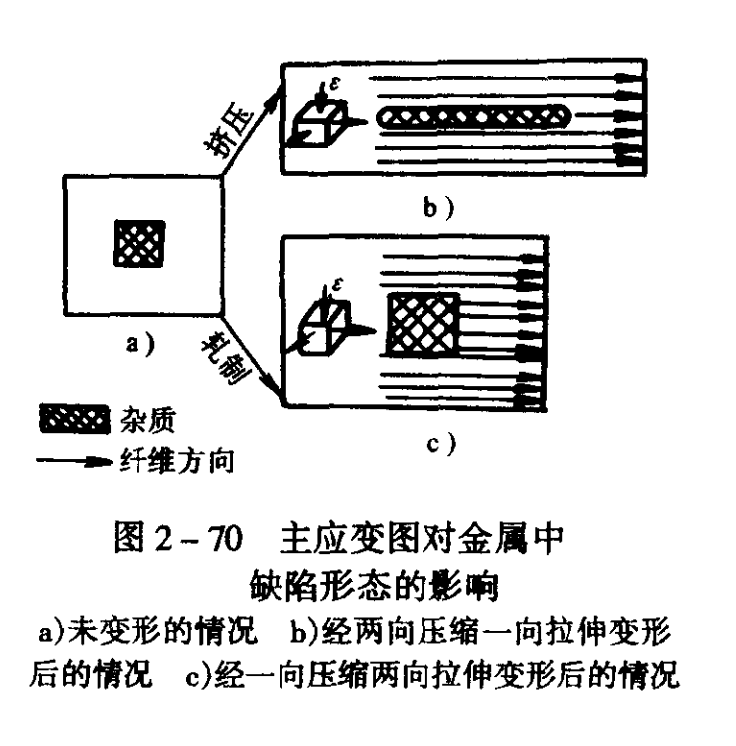 挤压
ε
b)
ε
a)
轧制
c)
杂质
纤维方向
图 2-70 主应变图对金属中
缺陷形态的影响
a)未变形的情况 b)经两向压缩一向拉伸变形
后的情况 c)经一向压缩两向拉伸变形后的情况